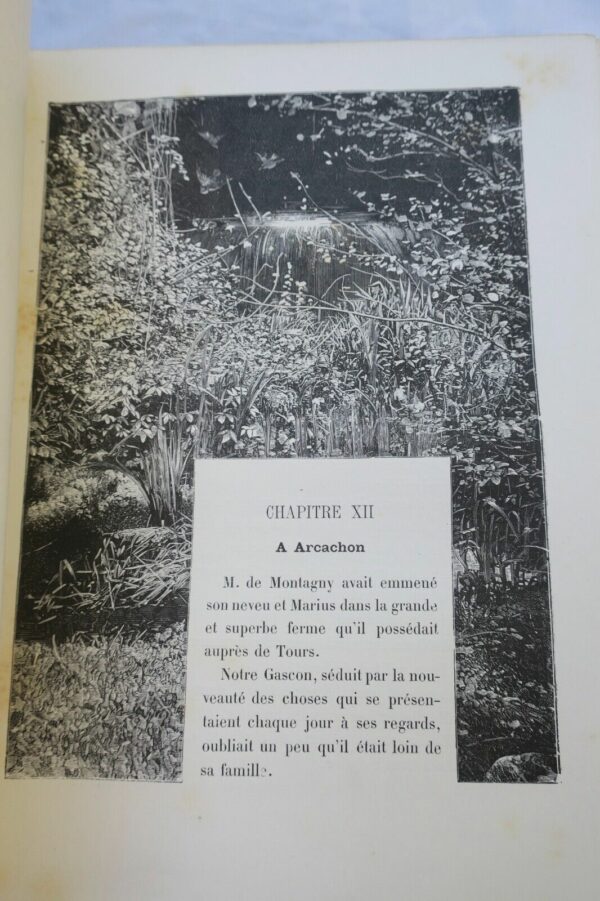 CHAPITRE XII
A Arcachon
M. de Montagny avait emmené
son neveu et Marius dans la grande
et superbe ferme qu'il possédait
auprès de Tours.
Notre Gascon, séduit par la nou-
veauté des choses qui se présen-
taient chaque jour à ses regards,
oubliait un peu qu'il était loin de
sa famille.